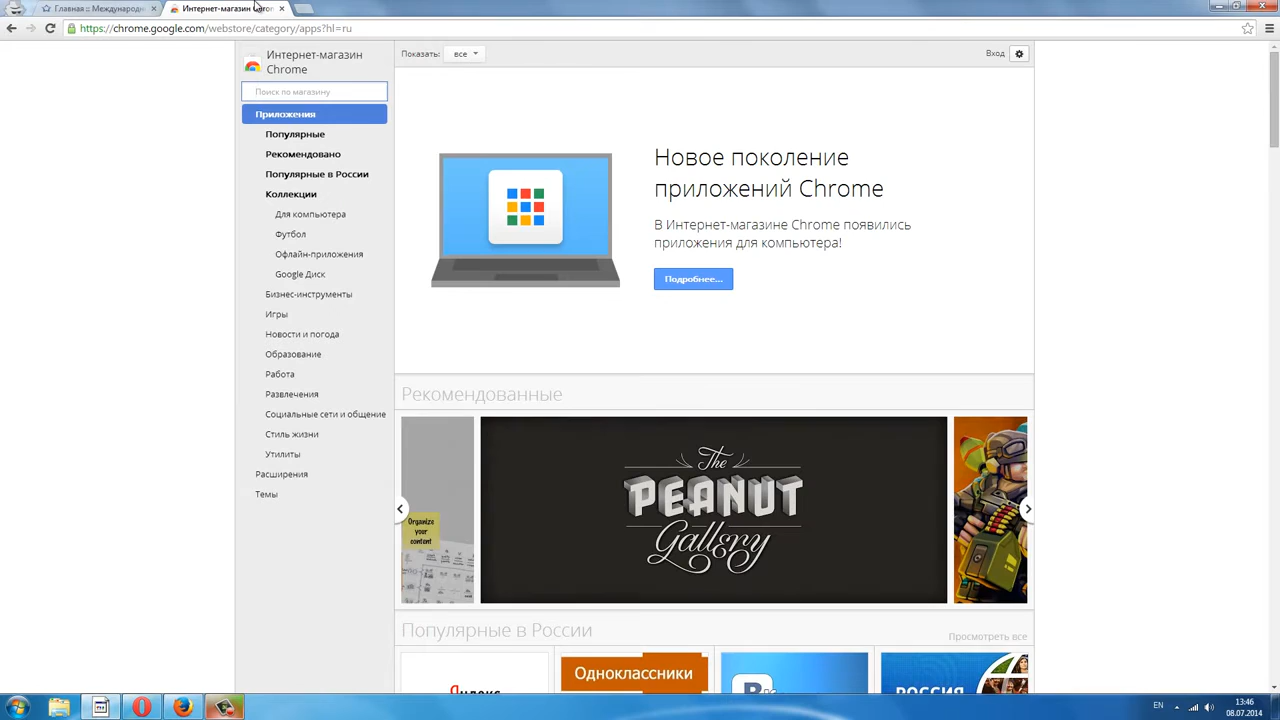 Главная :: Международн
Интернет-магазин Chrom
https://chrome.google.com/webstore/category/apps?hl=ru
Интернет-магазин
Chrome
Показать:
все
Вход
Поиск по магазину
Приложения
Популярные
Рекомендовано
Популярные в России
Коллекции
Для компьютера
Футбол
Офлайн-приложения
Google Диск
Бизнес-инструменты
Игры
Новости и погода
Образование
Работа
Развлечения
Социальные сети и общение
Стиль жизни
Утилиты
Расширения
Темы
Новое поколение
приложений Chrome
В Интернет-магазине Chrome появились
приложения для компьютера!
Подробнее...
Рекомендованные
Organize
your
content
The
PEANUT
Gallery
Популярные в России
Просмотреть все
Яндекс
Одноклассники
В
РОССИЯ
EN
13:46
08.07.2014